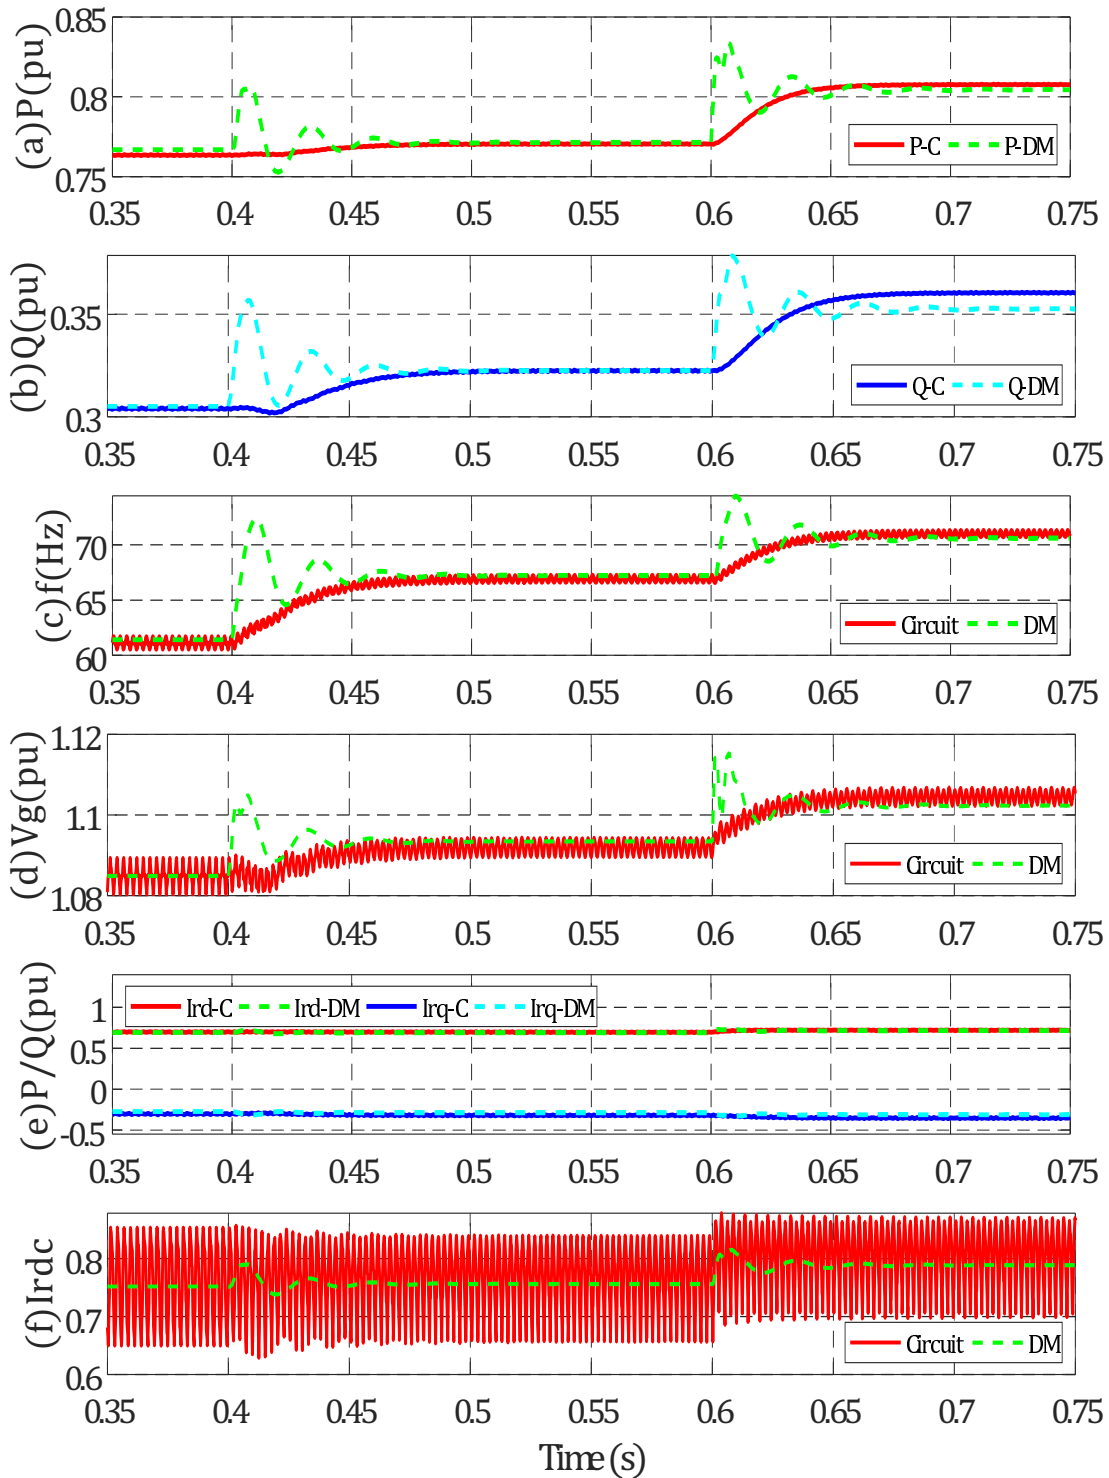 (a)P(pu)
0.85
0.8
0.75
P-C P-DM
0.35 0.4 0.45 0.5 0.55 0.6 0.65 0.7 0.75
(b)Q(pu)
0.35
0.3
Q-C Q-DM
0.35 0.4 0.45 0.5 0.55 0.6 0.65 0.7 0.75
(c)f(Hz)
70
65
60
Circuit DM
0.35 0.4 0.45 0.5 0.55 0.6 0.65 0.7 0.75
(d)Vg(pu)
1.12
1.1
1.08
Circuit DM
0.35 0.4 0.45 0.5 0.55 0.6 0.65 0.7 0.75
(e)P/Q(pu)
Ird-C Ird-DM Irq-C Irq-DM
1
0.5
0
-0.5
0.35 0.4 0.45 0.5 0.55 0.6 0.65 0.7 0.75
(f)Irdc
0.8
0.7
0.6
Circuit DM
0.35 0.4 0.45 0.5 0.55 0.6 0.65 0.7 0.75
Time(s)